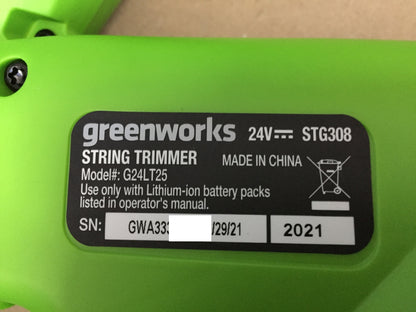 greenworks 24V STG308
STRING TRIMMER MADE IN CHINA
Model#: G24LT25
Use only with Lithium-ion battery packs
listed in operator's manual.
SN: GWA333 /29/21 2021